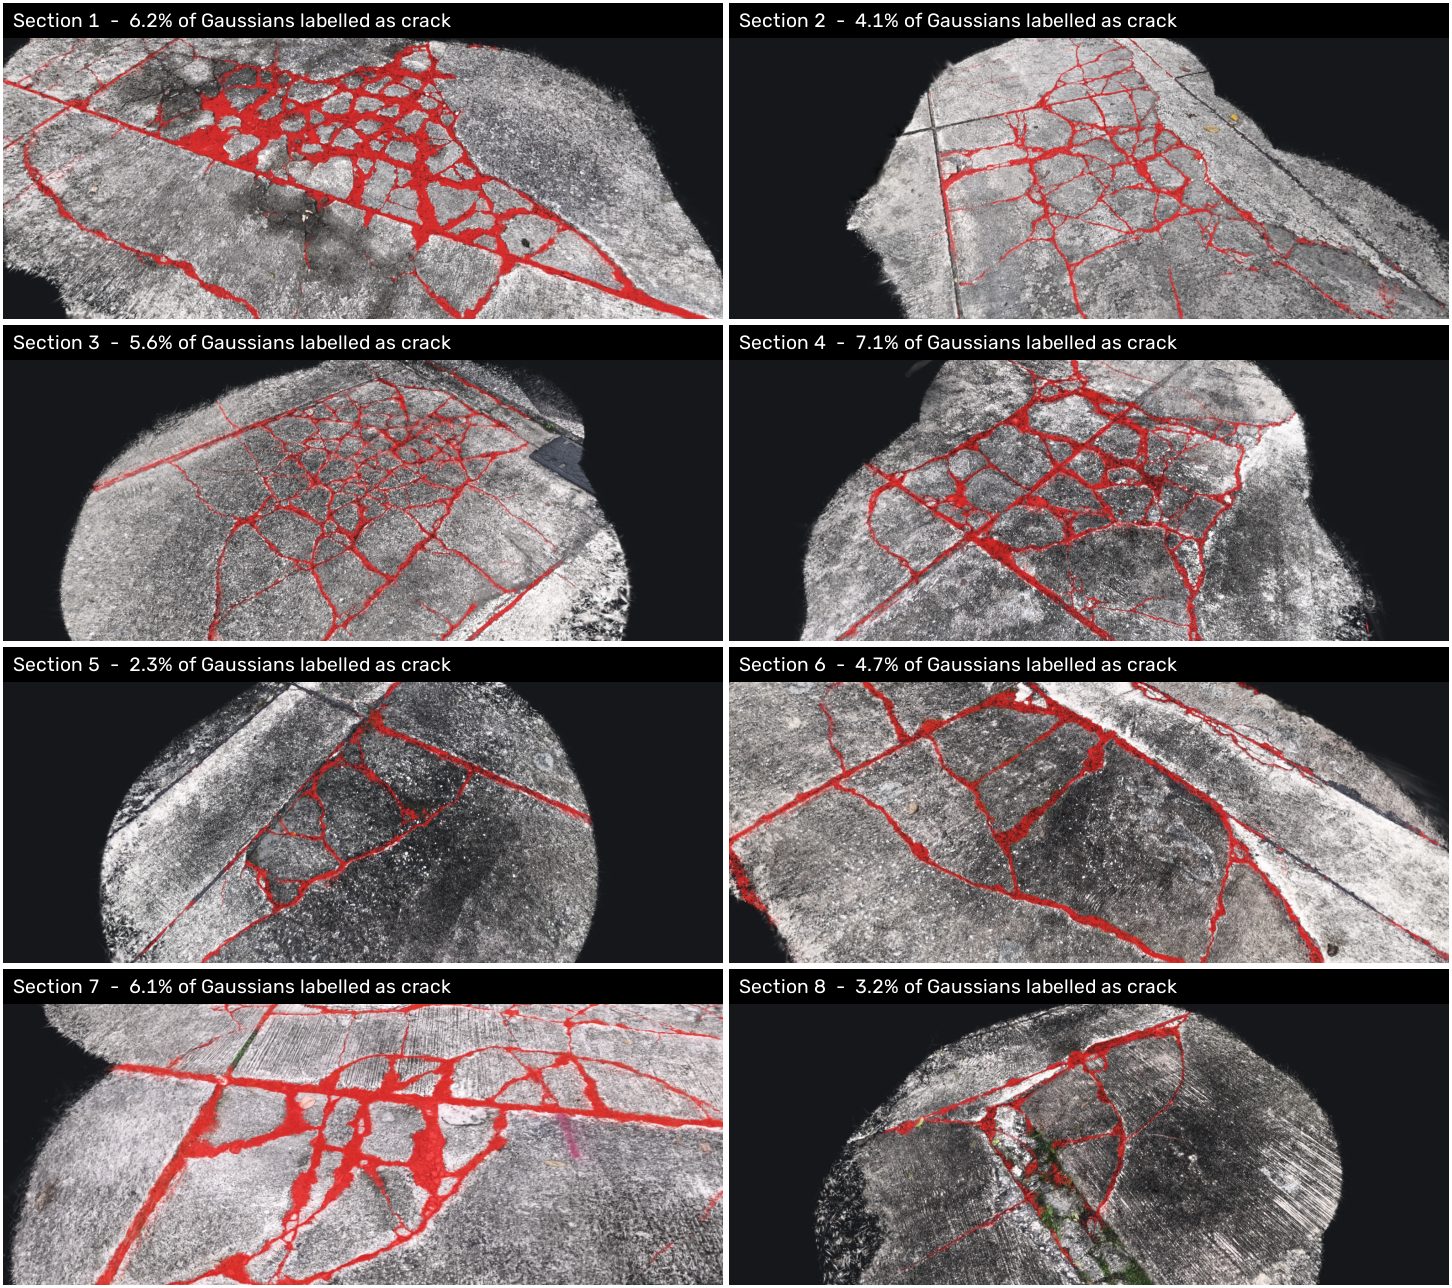 Section 1 - 6.2% of Gaussians labelled as crack
Section 2 - 4.1% of Gaussians labelled as crack
Section 3 - 5.6% of Gaussians labelled as crack
Section 4 - 7.1% of Gaussians labelled as crack
Section 5 - 2.3% of Gaussians labelled as crack
Section 6 - 4.7% of Gaussians labelled as crack
Section 7 - 6.1% of Gaussians labelled as crack
Section 8 - 3.2% of Gaussians labelled as crack